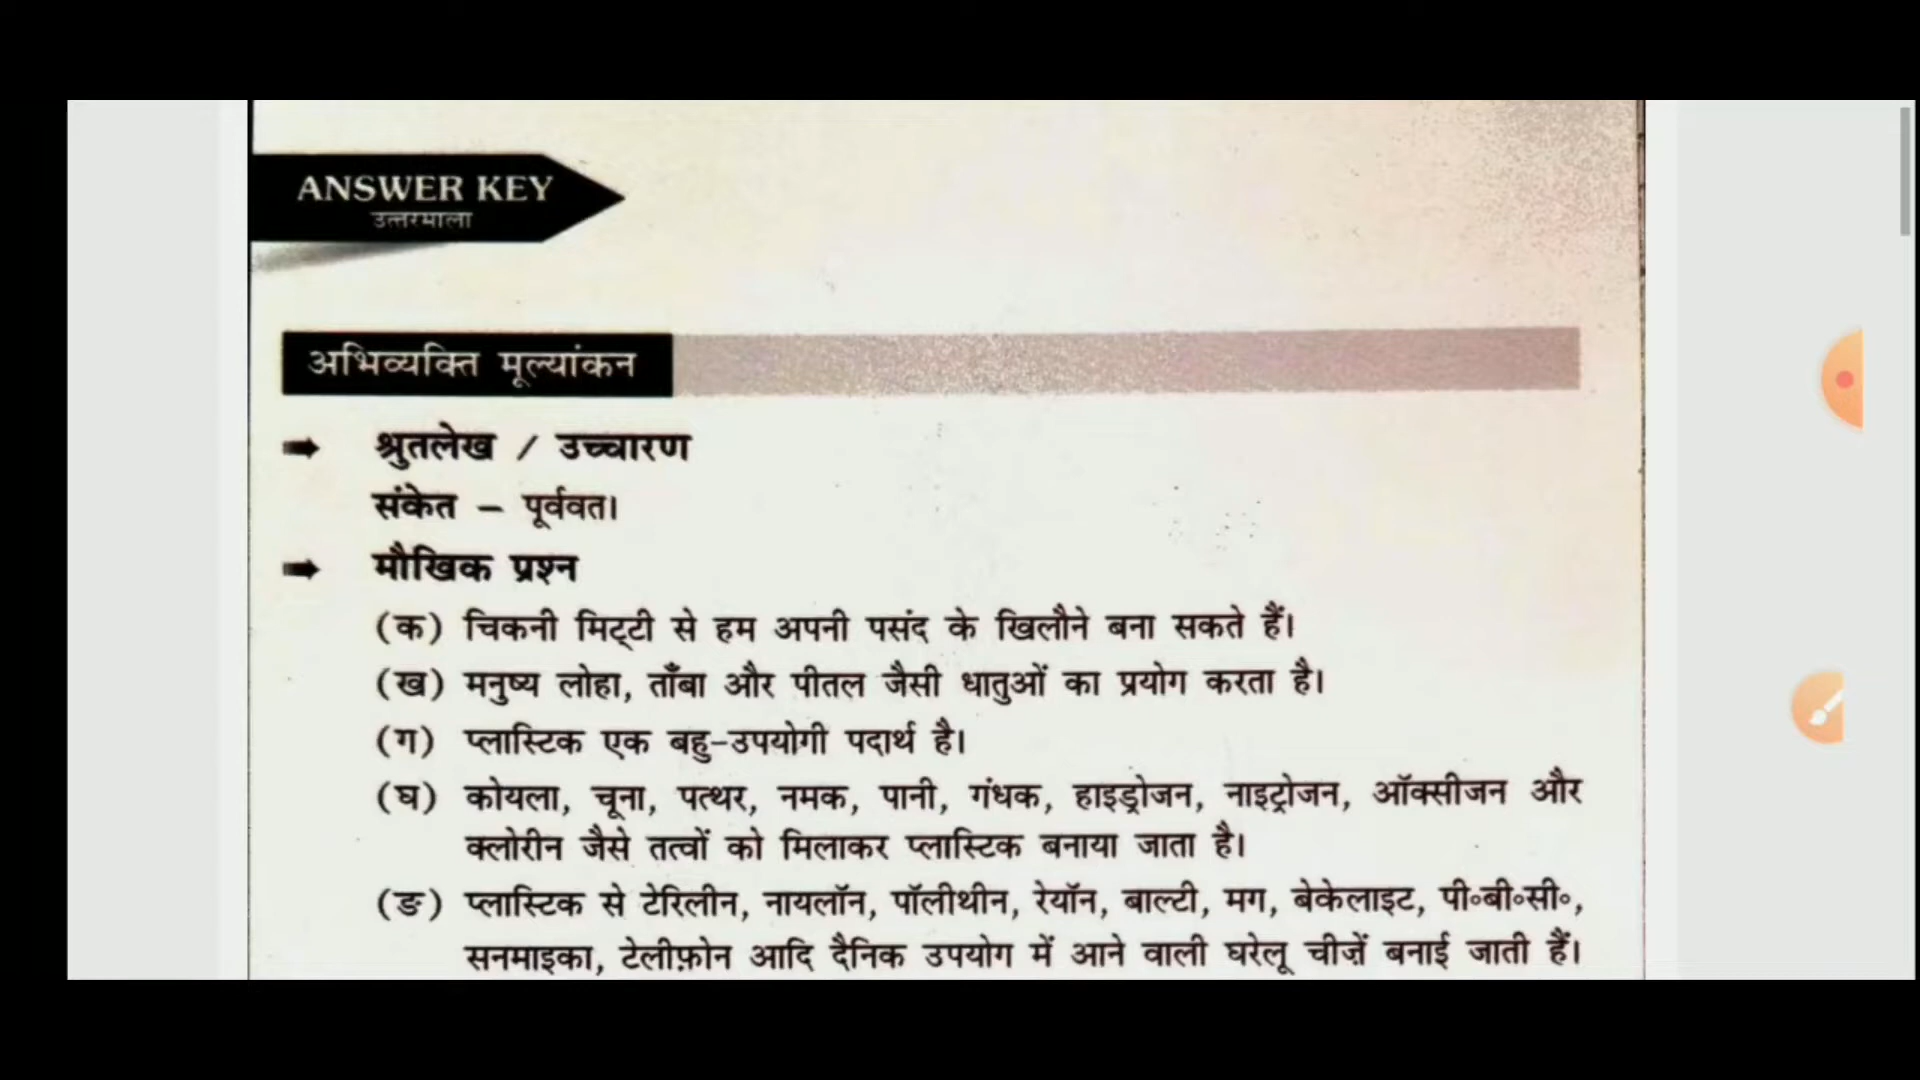 ANSWER KEY
उत्तरमाला
अभिव्यक्ति मूल्यांकन
श्रुतलेख / उच्चारण
संकेत – पूर्ववत।
मौखिक प्रश्न
(क) चिकनी मिट्टी से हम अपनी पसंद के खिलौने बना सकते हैं।
(ख) मनुष्य लोहा, ताँबा और पीतल जैसी धातुओं का प्रयोग करता है।
(ग) प्लास्टिक एक बहु-उपयोगी पदार्थ है।
(घ) कोयला, चूना, पत्थर, नमक, पानी, गंधक, हाइड्रोजन, नाइट्रोजन, ऑक्सीजन और
क्लोरीन जैसे तत्वों को मिलाकर प्लास्टिक बनाया जाता है।
(ङ) प्लास्टिक से टेरिलीन, नायलॉन, पॉलीथीन, रेयॉन, बाल्टी, मग, बेकेलाइट, पी॰बी॰सी॰,
सनमाइका, टेलीफ़ोन आदि दैनिक उपयोग में आने वाली घरेलू चीज़ें बनाई जाती हैं।